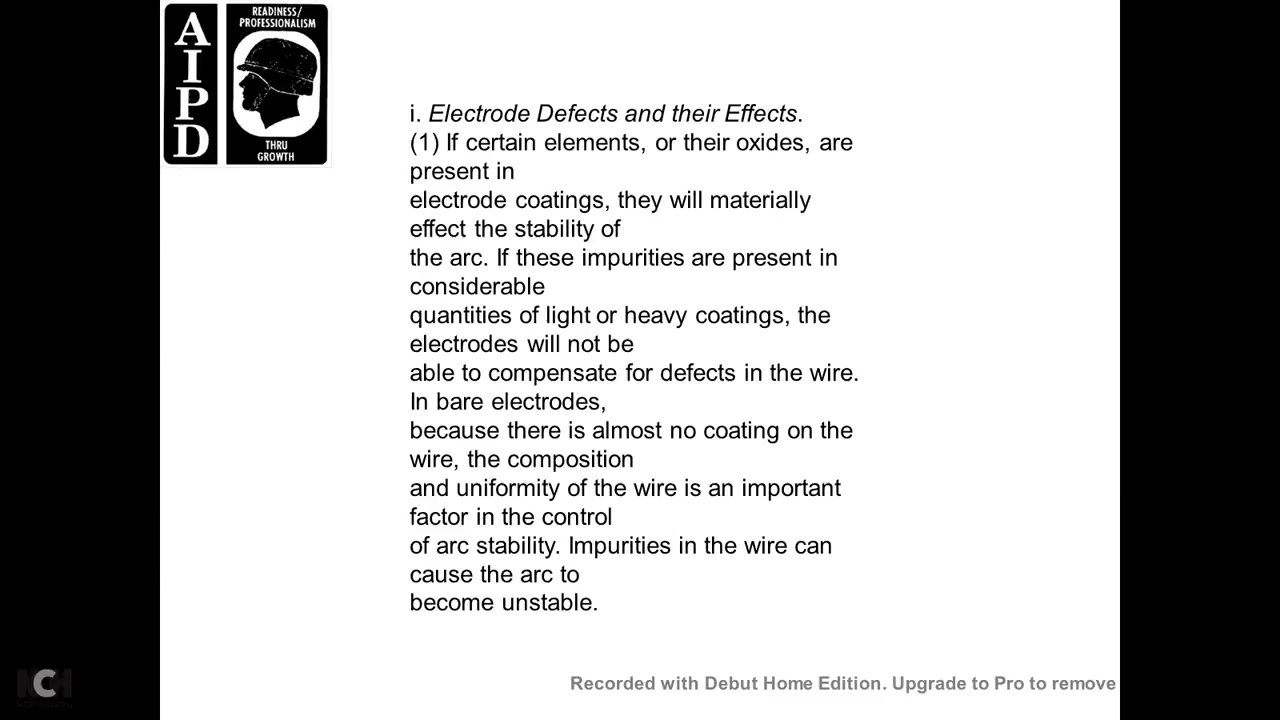 A
I
P
D
READINESS/
PROFESSIONALISM
THRU
GROWTH
i. Electrode Defects and their Effects.
(1) If certain elements, or their oxides, are
present in
electrode coatings, they will materially
effect the stability of
the arc. If these impurities are present in
considerable
quantities of light or heavy coatings, the
electrodes will not be
able to compensate for defects in the wire.
In bare electrodes,
because there is almost no coating on the
wire, the composition
and uniformity of the wire is an important
factor in the control
of arc stability. Impurities in the wire can
cause the arc to
become unstable.
NCH
Recorded with Debut Home Edition. Upgrade to Pro to remove